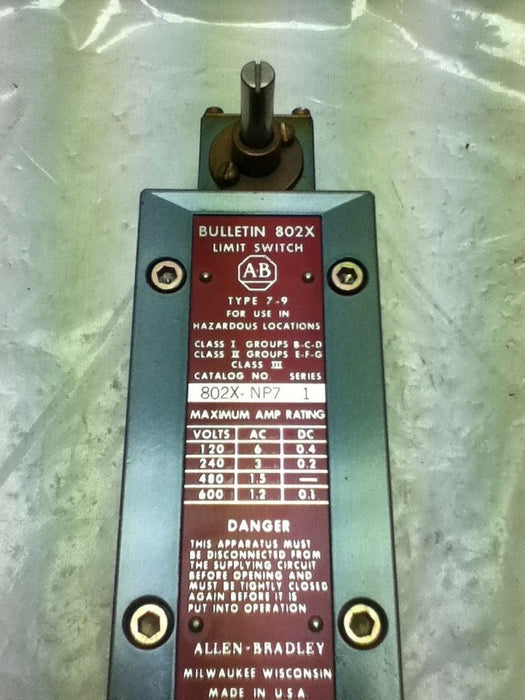 BULLETIN 802X
LIMIT SWITCH
A-B
TYPE 7-9
FOR USE IN
HAZARDOUS LOCATIONS
CLASS I GROUPS B-C-D
CLASS II GROUPS E-F-G
CLASS III
CATALOG NO. SERIES
802X- NP7 1
MAXIMUM AMP RATING
VOLTS AC DC
120 6 0.4
240 3 0.2
480 1.5 —
600 1.2 0.1
DANGER
THIS APPARATUS MUST
BE DISCONNECTED FROM
THE SUPPLYING CIRCUIT
BEFORE OPENING AND
MUST BE TIGHTLY CLOSED
AGAIN BEFORE IT IS
PUT INTO OPERATION
ALLEN-BRADLEY
MILWAUKEE WISCONSIN
MADE IN U.S.A.